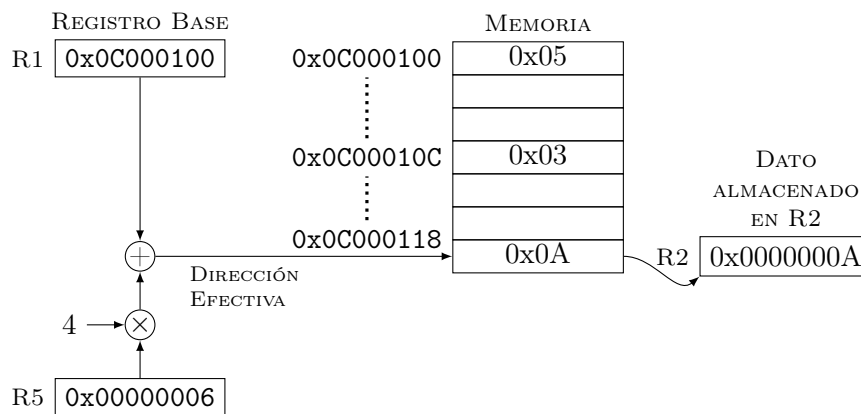 REGISTRO BASE
R1 0x0C000100
MEMORIA
0x0C000100 0x05
0x0C00010C 0x03
0x0C000118 0x0A
DATO
ALMACENADO
EN R2
R2 0x0000000A
+
DIRECCIÓN
EFECTIVA
4 ×
R5 0x00000006